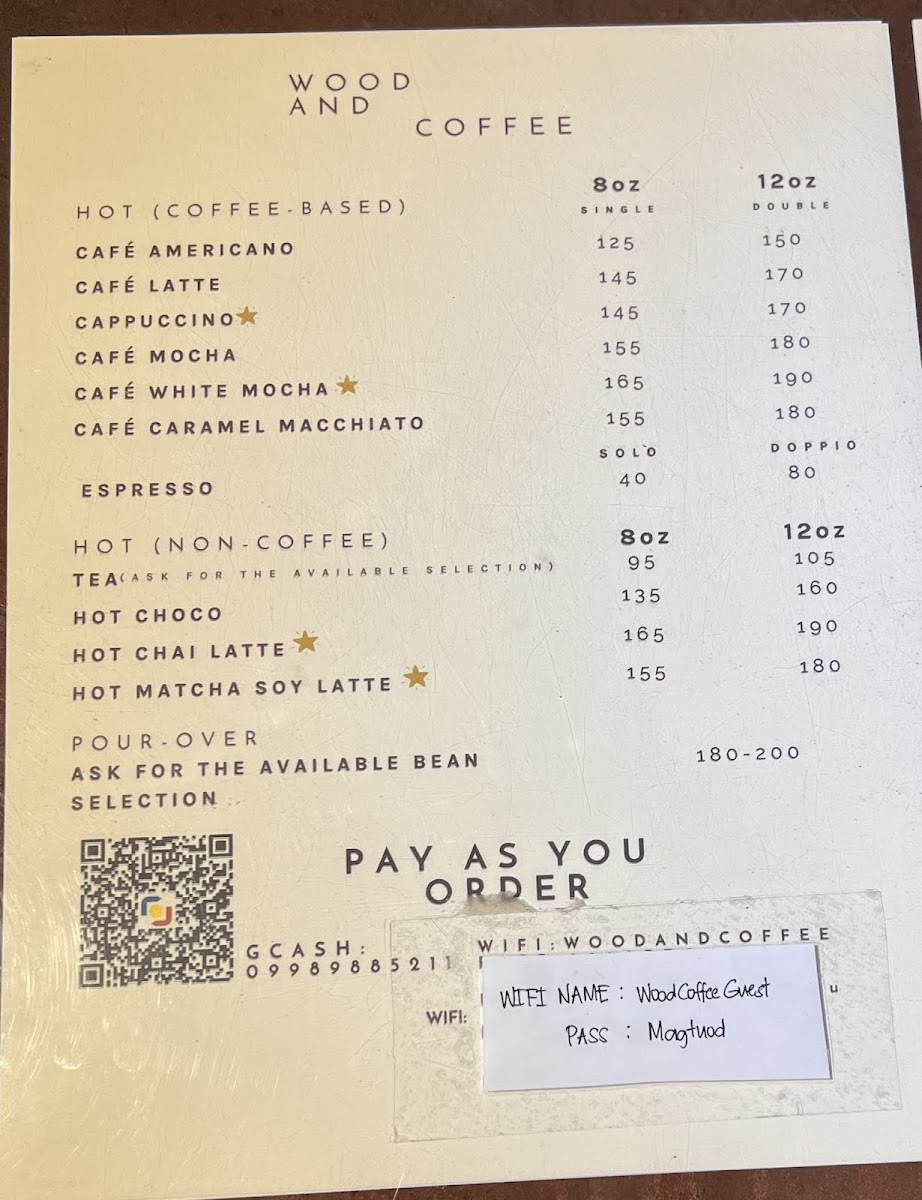 WOOD
AND
COFFEE
8oz 12oz
HOT (COFFEE-BASED) SINGLE DOUBLE
CAFÉ AMERICANO 125 150
CAFÉ LATTE 145 170
CAPPUCCINO 145 170
CAFÉ MOCHA 155 180
CAFÉ WHITE MOCHA 165 190
CAFÉ CARAMEL MACCHIATO 155 180
SOLO DOPPIO
ESPRESSO 40 80
HOT (NON-COFFEE) 8oz 12oz
TEA(ASK FOR THE AVAILABLE SELECTION) 95 105
HOT CHOCO 135 160
HOT CHAI LATTE 165 190
HOT MATCHA SOY LATTE 155 180
POUR-OVER
ASK FOR THE AVAILABLE BEAN 180-200
SELECTION
PAY AS YOU
ORDER
GCASH:
09989885211
WIFI:WOODANDCOFFEE
WIFI:
WIFI NAME : WoodCoffee Guest
PASS : Magtuod